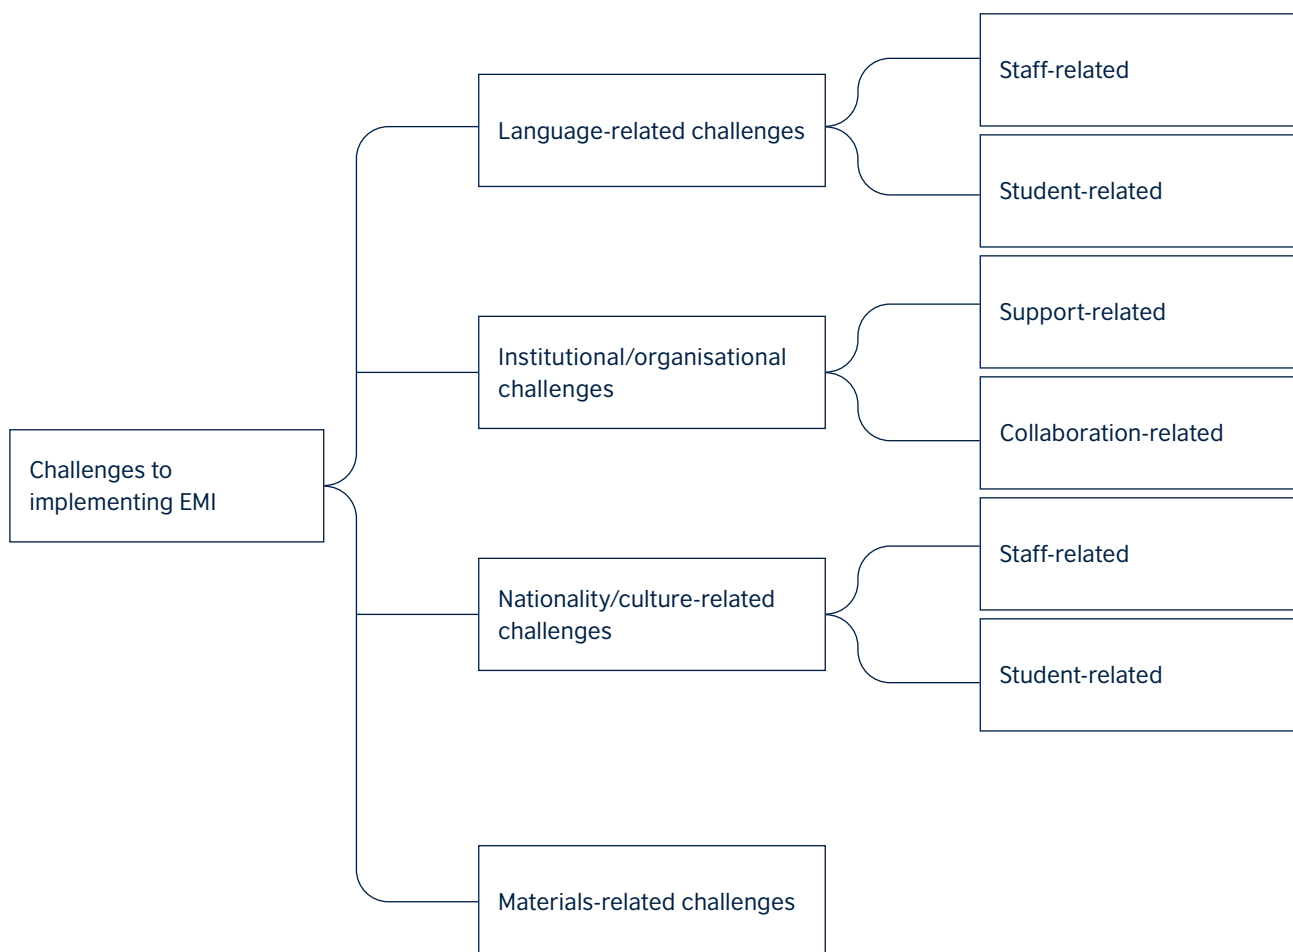 Challenges to
implementing EMI
Language-related challenges
Staff-related
Student-related
Institutional/organisational
challenges
Support-related
Collaboration-related
Nationality/culture-related
challenges
Staff-related
Student-related
Materials-related challenges